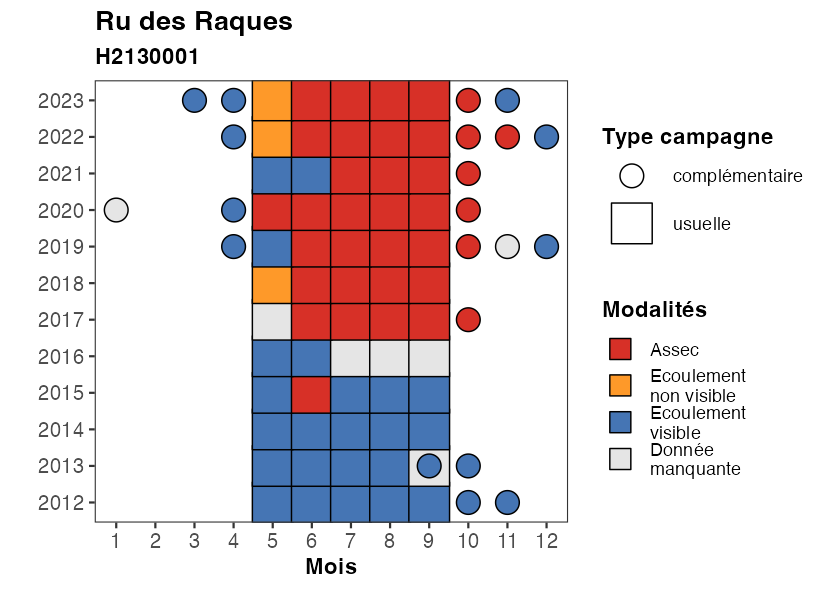 Ru des Raques
H2130001
2023
2022
2021
2020
2019
2018
2017
2016
2015
2014
2013
2012
1 2 3 4 5 6 7 8 9 10 11 12
Mois
Type campagne
complémentaire
usuelle
Modalités
Assec
Ecoulement
non visible
Ecoulement
visible
Donnée
manquante